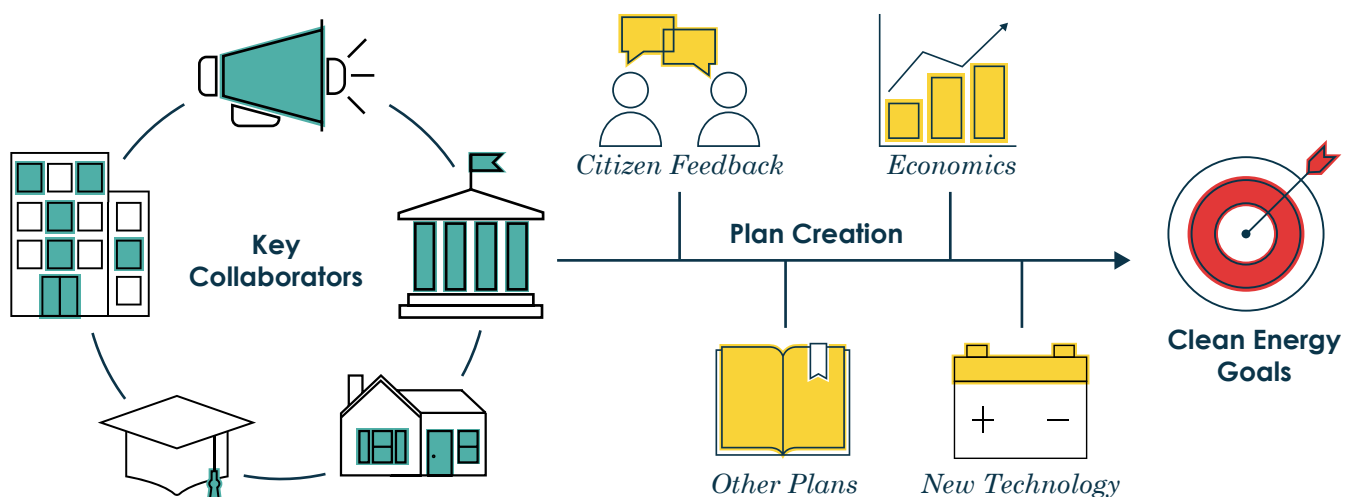 Key
Collaborators
Citizen Feedback
Economics
Plan Creation
Other Plans
New Technology
+ −
Clean Energy
Goals